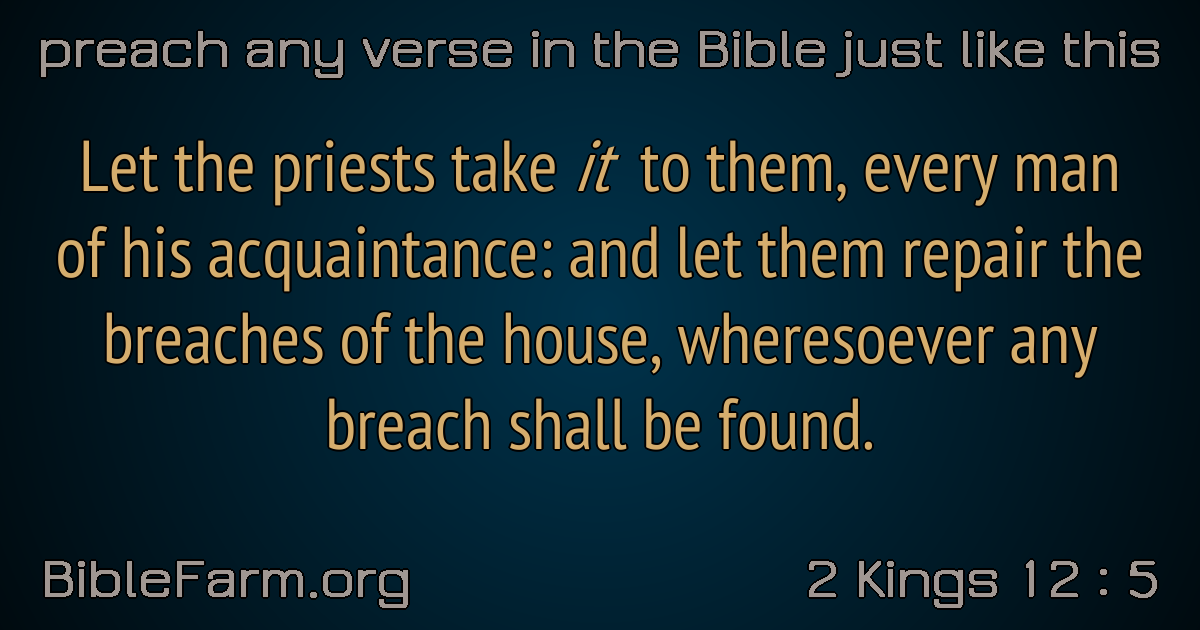 preach any verse in the Bible just like this
Let the priests take it to them, every man
of his acquaintance: and let them repair the
breaches of the house, wheresoever any
breach shall be found.
BibleFarm.org
2 Kings 12 : 5